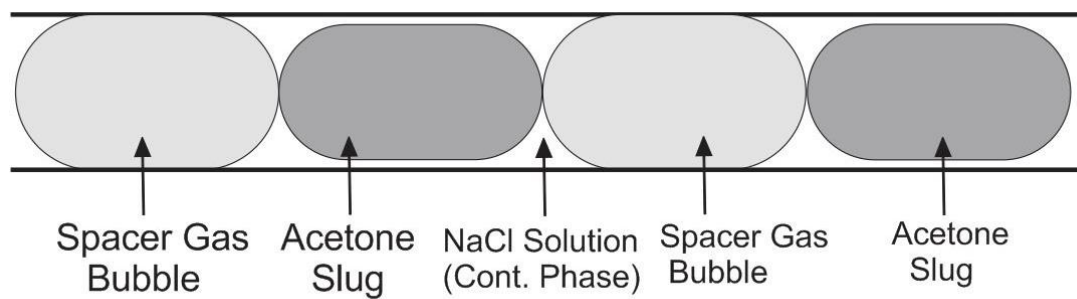 Spacer Gas
Bubble
Acetone
Slug
NaCl Solution
(Cont. Phase)
Spacer Gas
Bubble
Acetone
Slug